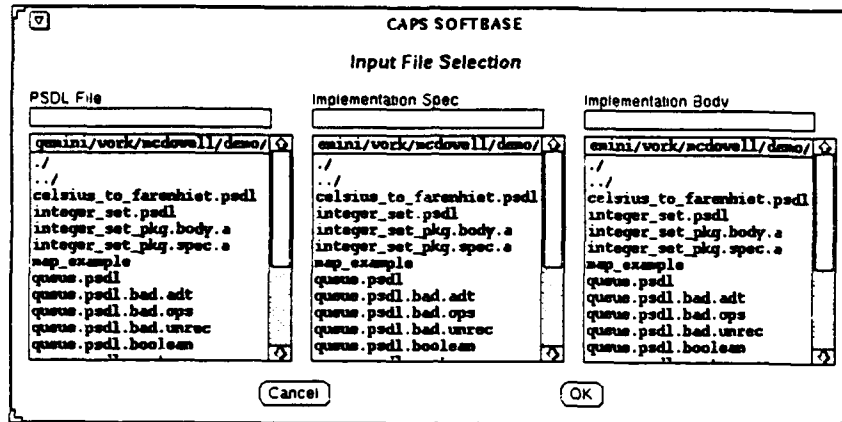 CAPS SOFTBASE
Input File Selection
PSDL File
gemini/work/mcdowell/demo/
./
../
celsius_to_farenhiet.psdl
integer_set.psdl
integer_set_pkg.body.a
integer_set_pkg.spec.a
map_example
queue.psdl
queue.psdl.bad.adt
queue.psdl.bad.ops
queue.psdl.bad.unrec
queue.psdl.boolean
Implementation Spec
emini/work/mcdowell/demo/
./
../
celsius_to_farenhiet.psdl
integer_set.psdl
integer_set_pkg.body.a
integer_set_pkg.spec.a
map_example
queue.psdl
queue.psdl.bad.adt
queue.psdl.bad.ops
queue.psdl.bad.unrec
queue.psdl.boolean
Implementation Body
emini/work/mcdowell/demo/
./
../
celsius_to_farenhiet.psdl
integer_set.psdl
integer_set_pkg.body.a
integer_set_pkg.spec.a
map_example
queue.psdl
queue.psdl.bad.adt
queue.psdl.bad.ops
queue.psdl.bad.unrec
queue.psdl.boolean
Cancel
OK